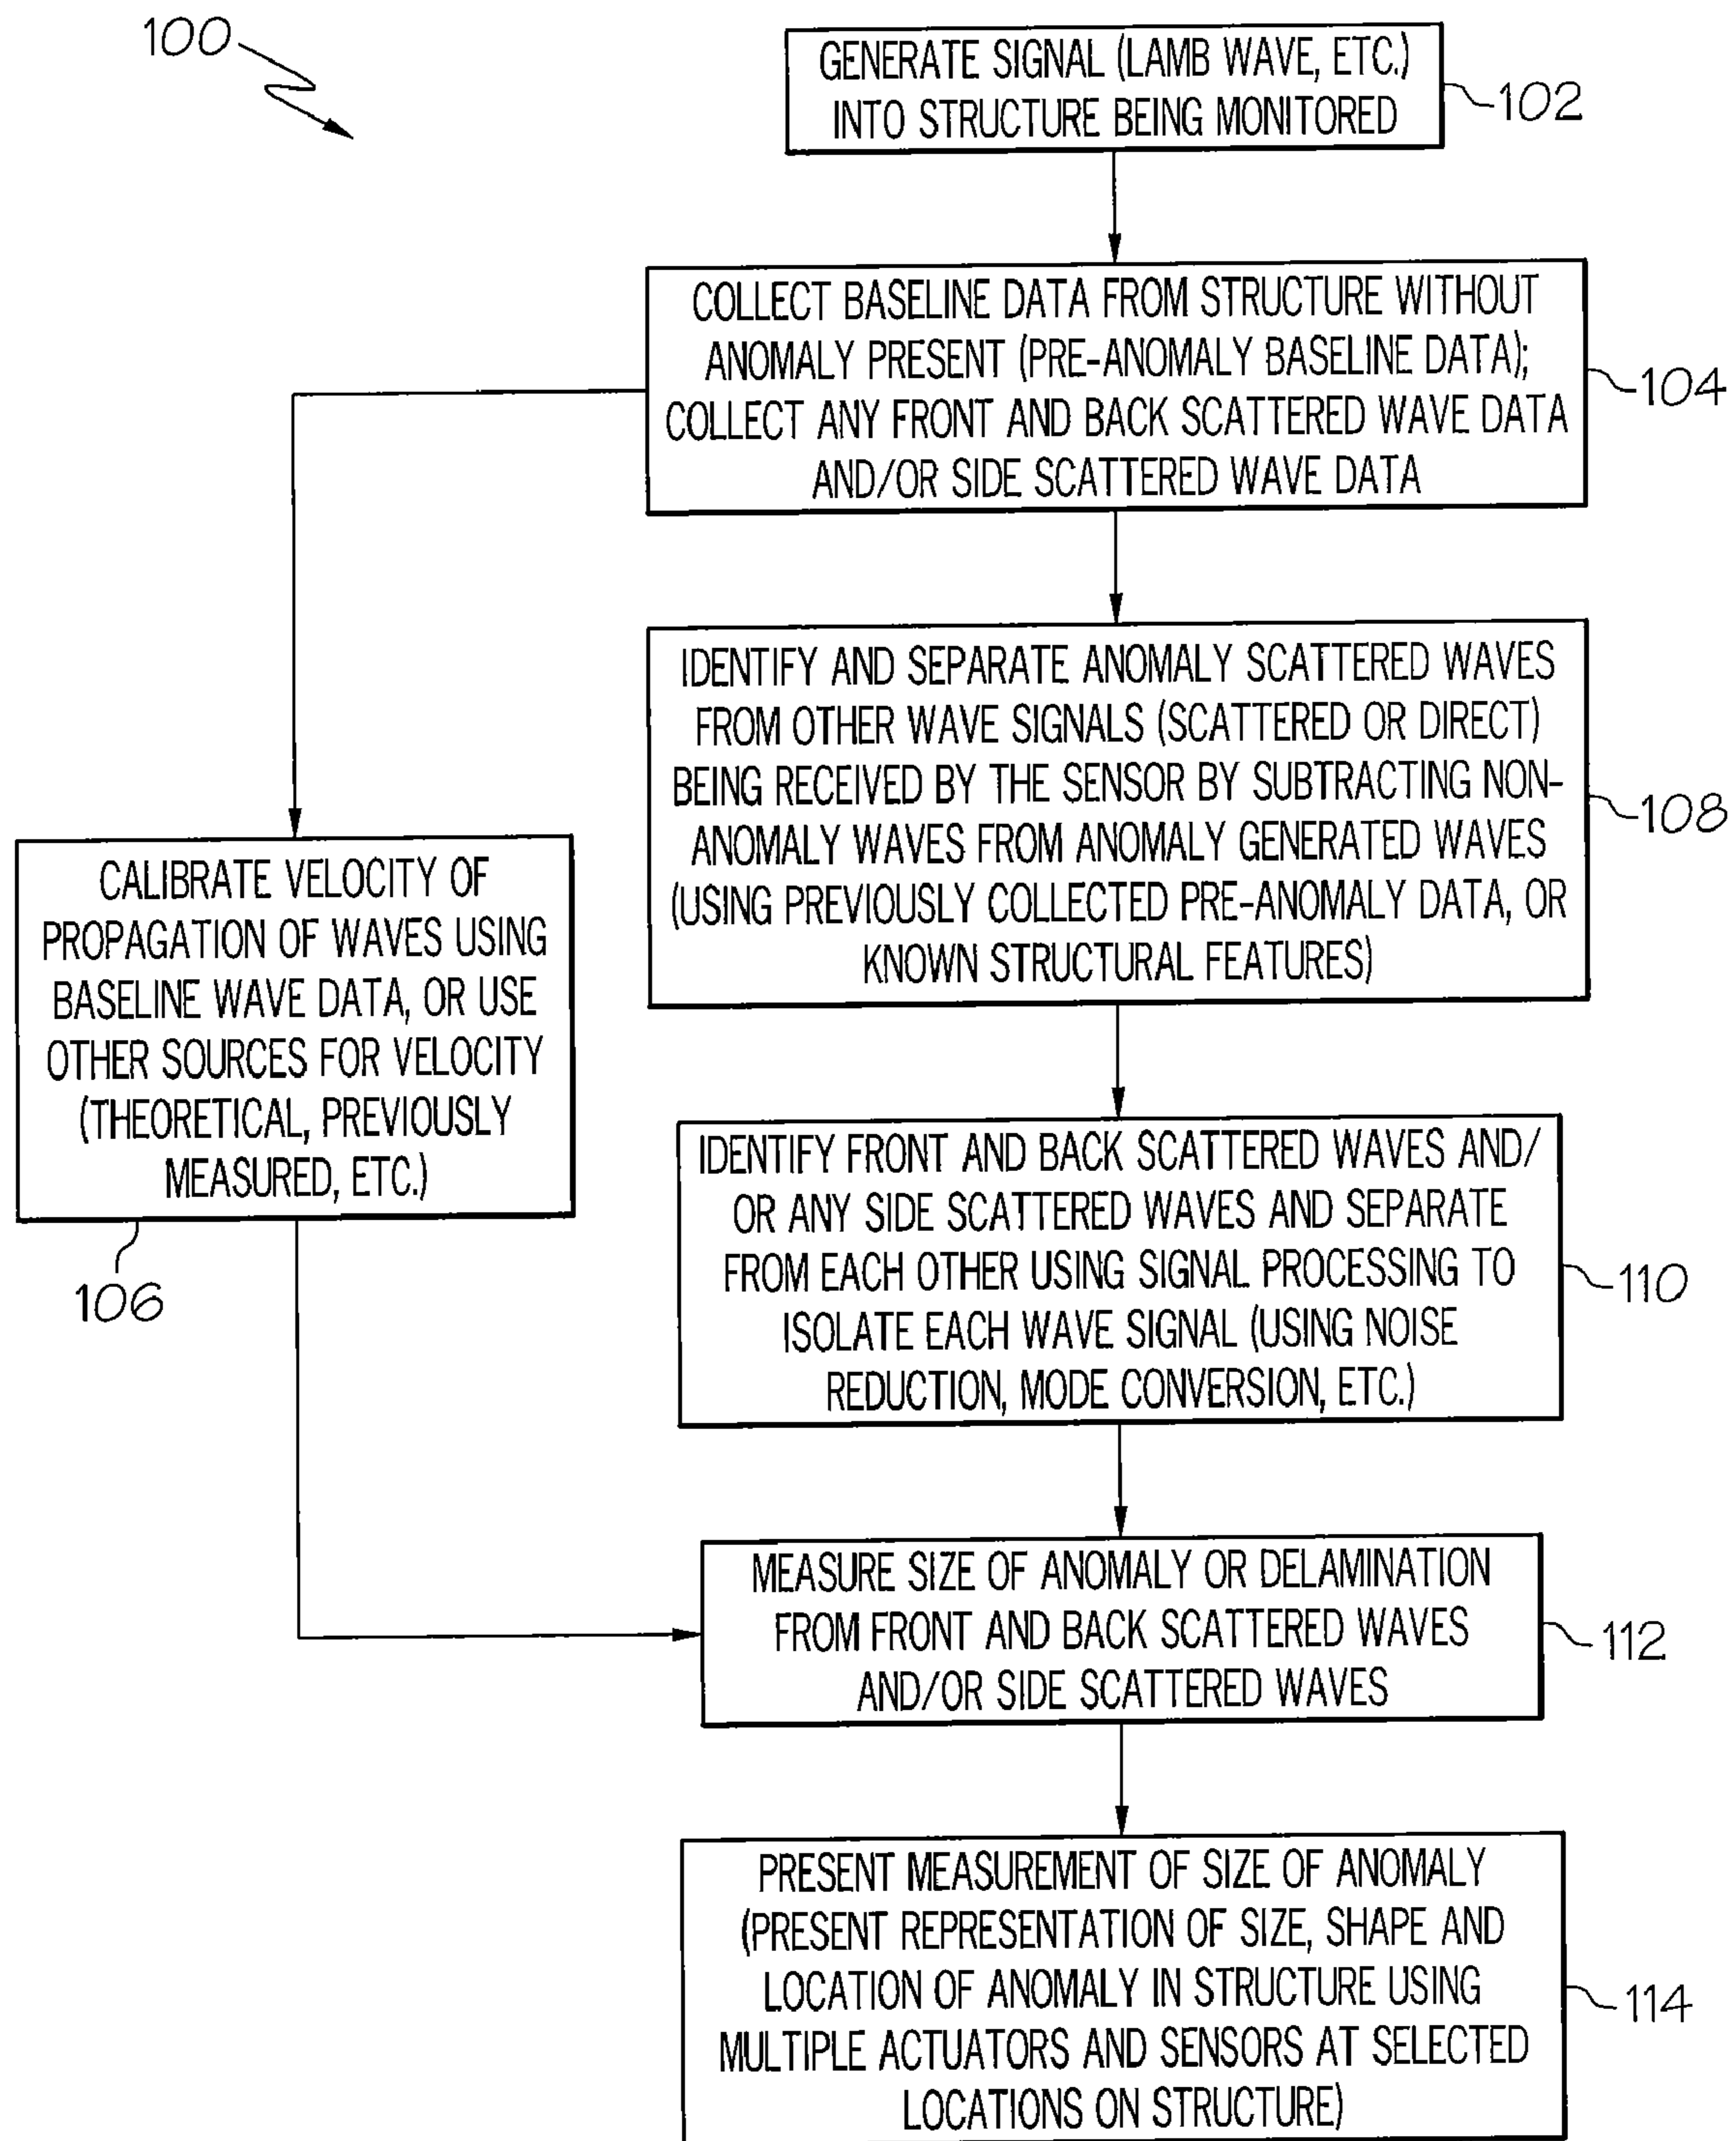 100
GENERATE SIGNAL (LAMB WAVE, ETC.)
INTO STRUCTURE BEING MONITORED
102
COLLECT BASELINE DATA FROM STRUCTURE WITHOUT
ANOMALY PRESENT (PRE-ANOMALY BASELINE DATA);
COLLECT ANY FRONT AND BACK SCATTERED WAVE DATA
AND/OR SIDE SCATTERED WAVE DATA
104
IDENTIFY AND SEPARATE ANOMALY SCATTERED WAVES
FROM OTHER WAVE SIGNALS (SCATTERED OR DIRECT)
BEING RECEIVED BY THE SENSOR BY SUBTRACTING NON-
ANOMALY WAVES FROM ANOMALY GENERATED WAVES
(USING PREVIOUSLY COLLECTED PRE-ANOMALY DATA, OR
KNOWN STRUCTURAL FEATURES)
108
CALIBRATE VELOCITY OF
PROPAGATION OF WAVES USING
BASELINE WAVE DATA, OR USE
OTHER SOURCES FOR VELOCITY
(THEORETICAL, PREVIOUSLY
MEASURED, ETC.)
106
IDENTIFY FRONT AND BACK SCATTERED WAVES AND/
OR ANY SIDE SCATTERED WAVES AND SEPARATE
FROM EACH OTHER USING SIGNAL PROCESSING TO
ISOLATE EACH WAVE SIGNAL (USING NOISE
REDUCTION, MODE CONVERSION, ETC.)
110
MEASURE SIZE OF ANOMALY OR DELAMINATION
FROM FRONT AND BACK SCATTERED WAVES
AND/OR SIDE SCATTERED WAVES
112
PRESENT MEASUREMENT OF SIZE OF ANOMALY
(PRESENT REPRESENTATION OF SIZE, SHAPE AND
LOCATION OF ANOMALY IN STRUCTURE USING
MULTIPLE ACTUATORS AND SENSORS AT SELECTED
LOCATIONS ON STRUCTURE)
114